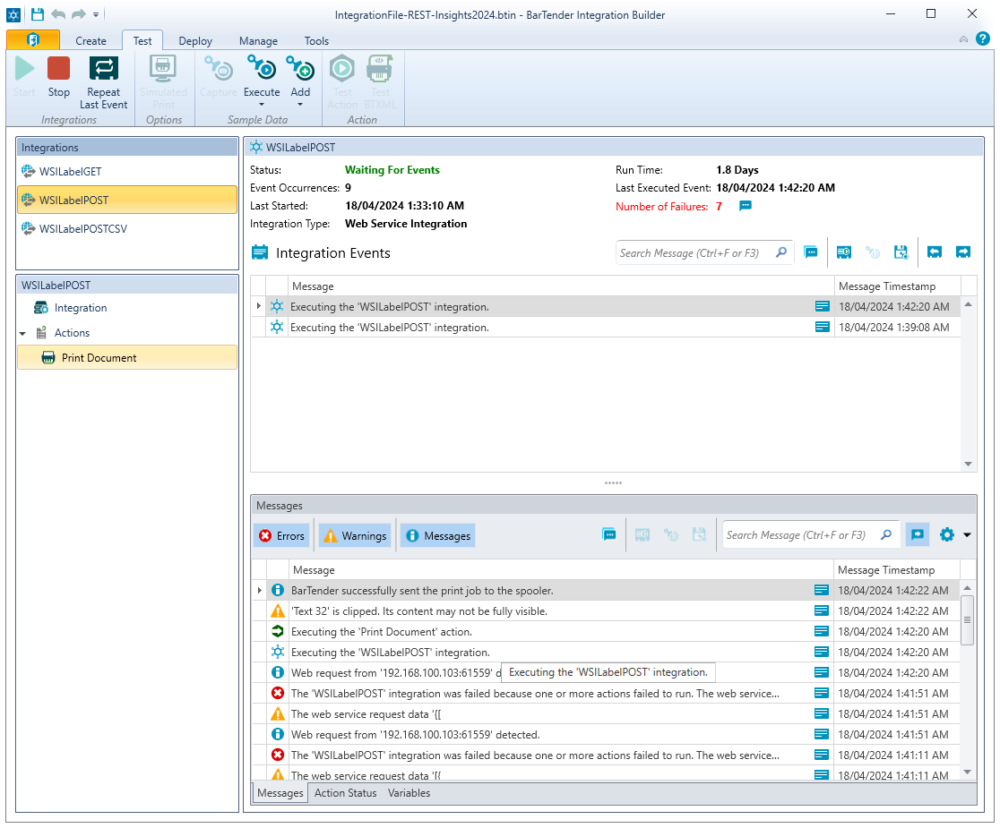 IntegrationFile-REST-Insights2024.btin - BarTender Integration Builder
Create Test Deploy Manage Tools
Start Stop Repeat Last Event Simulated Print Capture Execute Add Test Action Test BTXML
Integrations Options Sample Data Action
Integrations
WSILabelGET
WSILabelPOST
WSILabelPOSTCSV
WSILabelPOST
Integration
Actions
Print Document
WSILabelPOST
Status: Waiting For Events Run Time: 1.8 Days
Event Occurrences: 9 Last Executed Event: 18/04/2024 1:42:20 AM
Last Started: 18/04/2024 1:33:10 AM Number of Failures: 7
Integration Type: Web Service Integration
Integration Events Search Message (Ctrl+F or F3)
Message Message Timestamp
Executing the 'WSILabelPOST' integration. 18/04/2024 1:42:20 AM
Executing the 'WSILabelPOST' integration. 18/04/2024 1:39:08 AM
Messages
Errors Warnings Messages Search Message (Ctrl+F or F3)
Message Message Timestamp
BarTender successfully sent the print job to the spooler. 18/04/2024 1:42:22 AM
'Text 32' is clipped. Its content may not be fully visible. 18/04/2024 1:42:22 AM
Executing the 'Print Document' action. 18/04/2024 1:42:20 AM
Executing the 'WSILabelPOST' integration. 18/04/2024 1:42:20 AM
Web request from '192.168.100.103:61559' d Executing the 'WSILabelPOST' integration. 18/04/2024 1:42:20 AM
The 'WSILabelPOST' integration was failed because one or more actions failed to run. The web service... 18/04/2024 1:41:51 AM
The web service request data '{[ 18/04/2024 1:41:51 AM
Web request from '192.168.100.103:61559' detected. 18/04/2024 1:41:51 AM
The 'WSILabelPOST' integration was failed because one or more actions failed to run. The web service... 18/04/2024 1:41:11 AM
The web service request data '{[ 18/04/2024 1:41:11 AM
Messages Action Status Variables